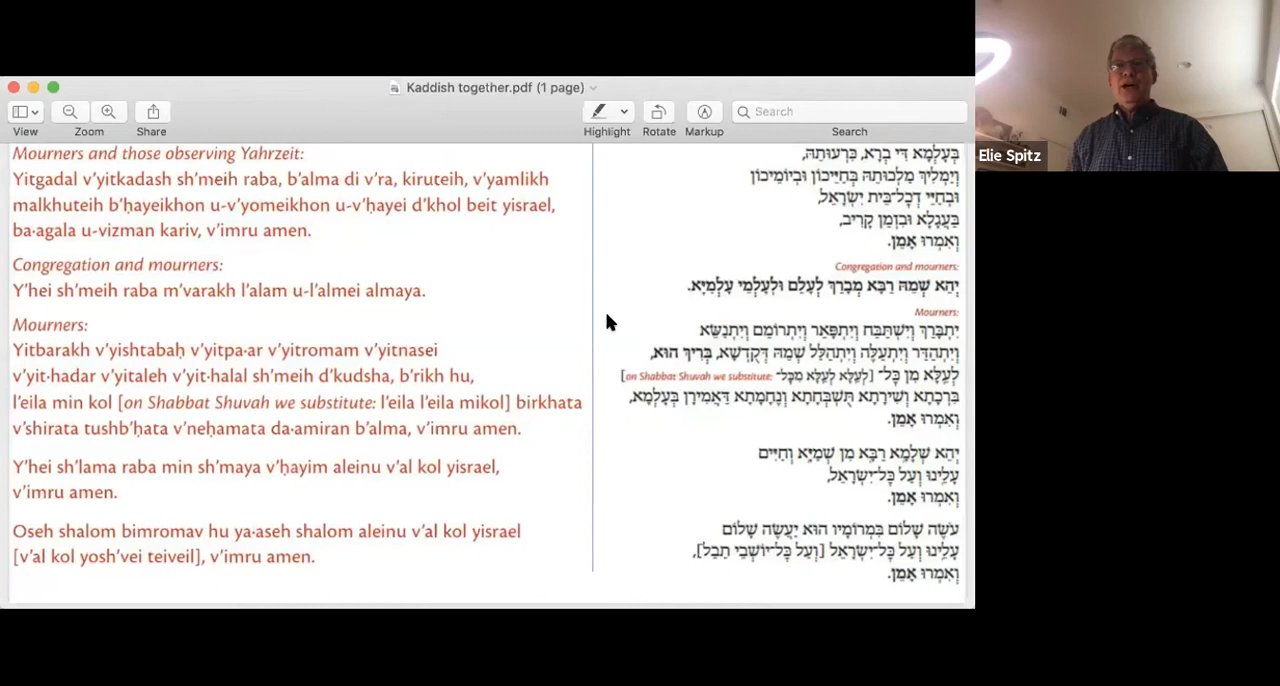 Kaddish together.pdf (1 page)
View
Zoom
Share
Highlight
Rotate
Markup
Search
Search
Elie Spitz
Mourners and those observing Yahrzeit:
Yitgadal v'yitkadash sh'meih raba, b'alma di v'ra, kiruteih, v'yamlikh
malkhuteih b'ḥayeikhon u-v'yomeikhon u-v'ḥayei d'khol beit yisrael,
ba·agala u-vizman kariv, v'imru amen.
Congregation and mourners:
Y'hei sh'meih raba m'varakh l'alam u-l'almei almaya.
Mourners:
Yitbarakh v'yishtabaḥ v'yitpa·ar v'yitromam v'yitnasei
v'yit·hadar v'yitaleh v'yit·halal sh'meih d'kudsha, b'rikh hu,
l'eila min kol [on Shabbat Shuvah we substitute: l'eila l'eila mikol] birkhata
v'shirata tushb'ḥata v'neḥamata da·amiran b'alma, v'imru amen.
Y'hei sh'lama raba min sh'maya v'ḥayim aleinu v'al kol yisrael,
v'imru amen.
Oseh shalom bimromav hu ya·aseh shalom aleinu v'al kol yisrael
[v'al kol yosh'vei teiveil], v'imru amen.
בְּעָלְמָא דִּי בְרָא, כִּרְעוּתֵהּ,
וְיַמְלִיךְ מַלְכוּתֵהּ בְּחַיֵּיכוֹן וּבְיוֹמֵיכוֹן
וּבְחַיֵּי דְכָל־בֵּית יִשְׂרָאֵל,
בַּעֲגָלָא וּבִזְמַן קָרִיב,
וְאִמְרוּ אָמֵן.
Congregation and mourners:
יְהֵא שְׁמֵהּ רַבָּא מְבָרַךְ לְעָלַם וּלְעָלְמֵי עָלְמַיָּא.
Mourners:
יִתְבָּרַךְ וְיִשְׁתַּבַּח וְיִתְפָּאַר וְיִתְרוֹמַם וְיִתְנַשֵּׂא
וְיִתְהַדַּר וְיִתְעַלֶּה וְיִתְהַלַּל שְׁמֵהּ דְּקֻדְשָׁא, בְּרִיךְ הוּא,
לְעֵלָּא מִן כָּל־ [לְעֵלָּא לְעֵלָּא מִכָּל־ on Shabbat Shuvah we substitute:]
בִּרְכָתָא וְשִׁירָתָא תֻּשְׁבְּחָתָא וְנֶחָמָתָא דַּאֲמִירָן בְּעָלְמָא,
וְאִמְרוּ אָמֵן.
יְהֵא שְׁלָמָא רַבָּא מִן שְׁמַיָּא וְחַיִּים
עָלֵינוּ וְעַל כָּל־יִשְׂרָאֵל,
וְאִמְרוּ אָמֵן.
עֹשֶׂה שָׁלוֹם בִּמְרוֹמָיו הוּא יַעֲשֶׂה שָׁלוֹם
עָלֵינוּ וְעַל כָּל־יִשְׂרָאֵל [וְעַל כָּל־יוֹשְׁבֵי תֵבֵל],
וְאִמְרוּ אָמֵן.